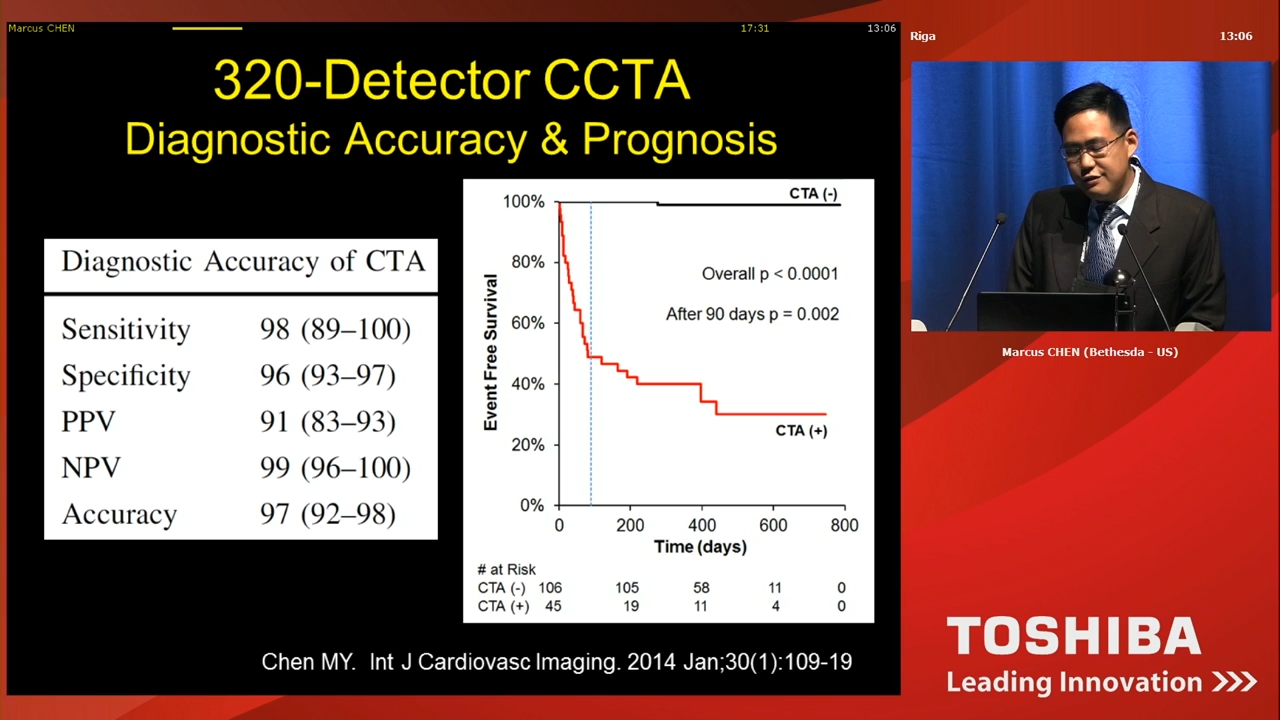 Marcus CHEN 17:31 13:06
320-Detector CCTA
Diagnostic Accuracy & Prognosis
Diagnostic Accuracy of CTA
Sensitivity 98 (89–100)
Specificity 96 (93–97)
PPV 91 (83–93)
NPV 99 (96–100)
Accuracy 97 (92–98)
Event Free Survival
100%
80%
60%
40%
20%
0%
CTA (-)
Overall p < 0.0001
After 90 days p = 0.002
CTA (+)
0 200 400 600 800
Time (days)
# at Risk
CTA (-) 106 105 58 11 0
CTA (+) 45 19 11 4 0
Chen MY. Int J Cardiovasc Imaging. 2014 Jan;30(1):109-19
Riga 13:06
Marcus CHEN (Bethesda - US)
TOSHIBA
Leading Innovation >>>